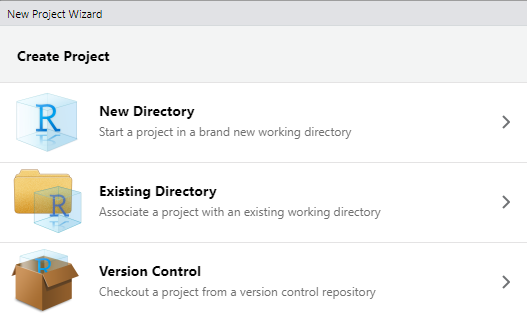 New Project Wizard
Create Project
R
New Directory
Start a project in a brand new working directory
R
Existing Directory
Associate a project with an existing working directory
Version Control
Checkout a project from a version control repository